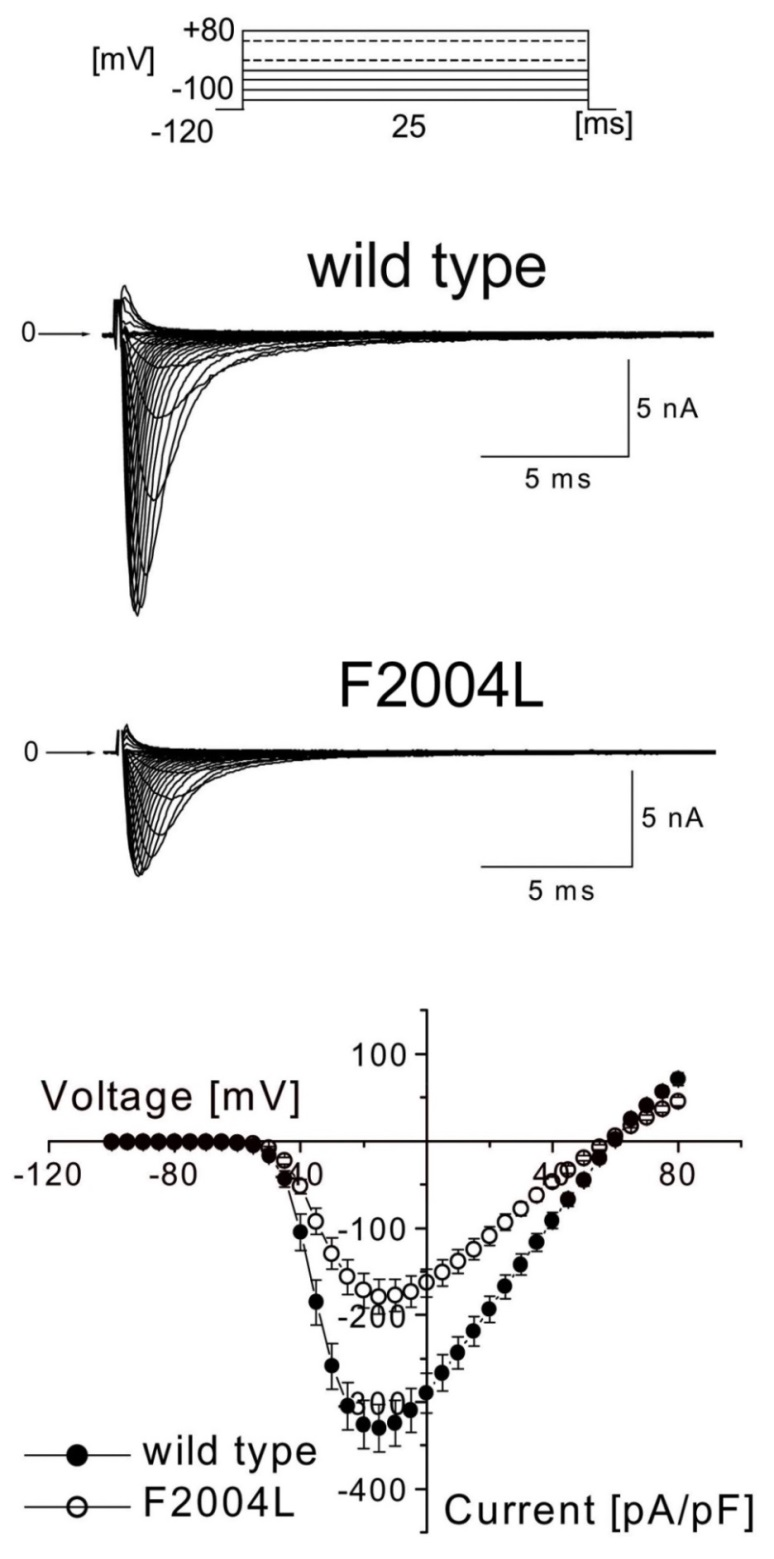 +80
[mV]
-100
-120 25 [ms]
wild type
0
5 nA
5 ms
F2004L
0
5 nA
5 ms
100
Voltage [mV]
-120 -80 -40 40 80
-100
-200
-300
wild type
-400
F2004L
Current [pA/pF]